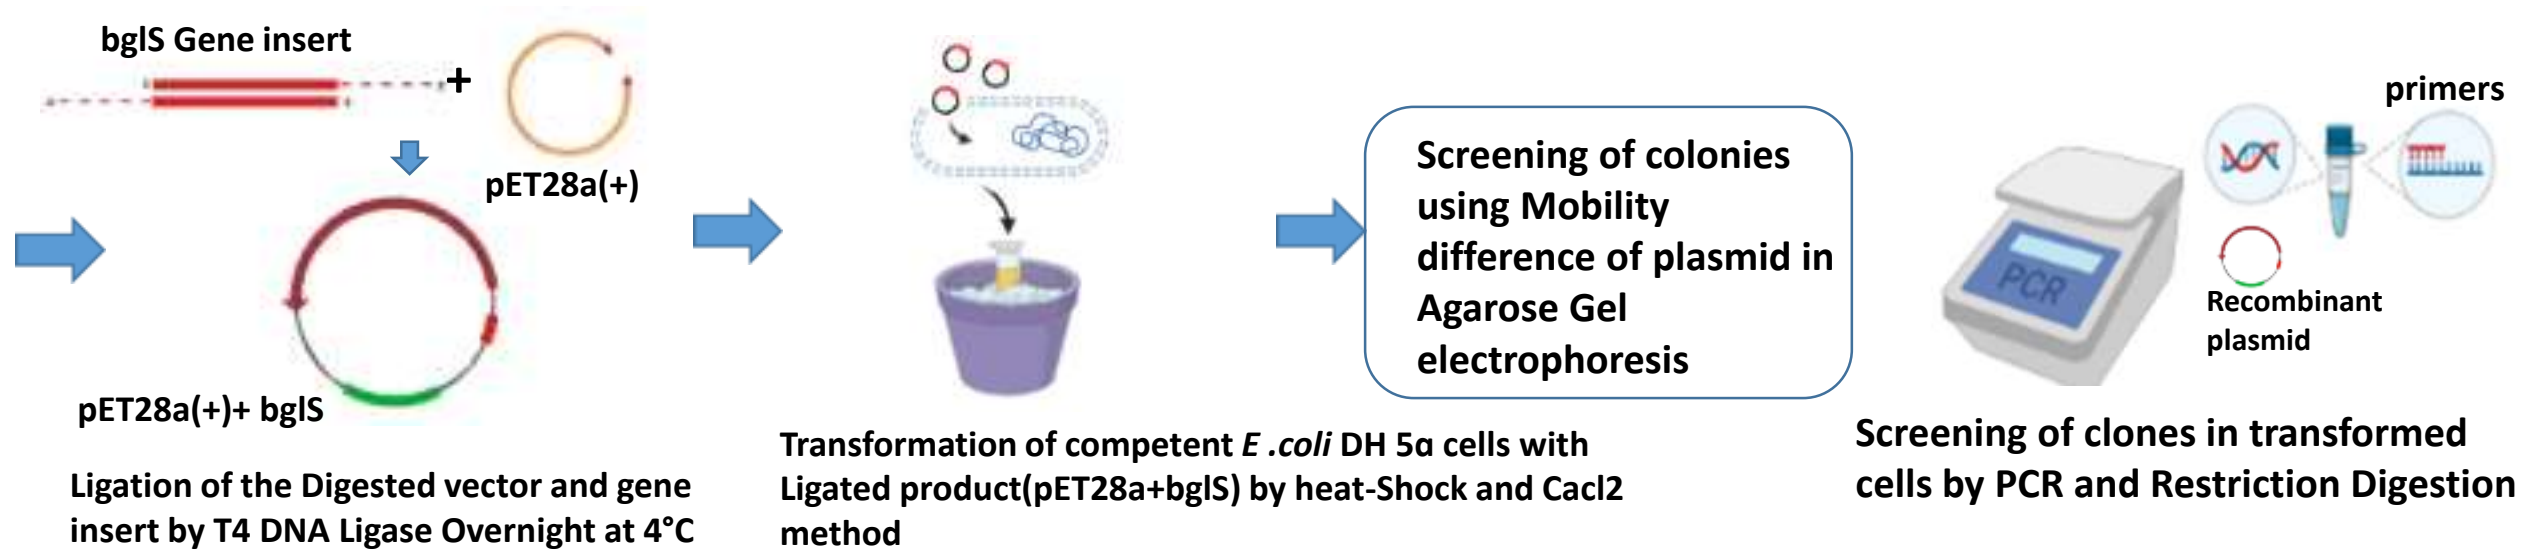 bglS Gene insert
+
pET28a(+)
pET28a(+)+ bglS
Ligation of the Digested vector and gene
insert by T4 DNA Ligase Overnight at 4°C
Transformation of competent E .coli DH 5α cells with
Ligated product(pET28a+bglS) by heat-Shock and Cacl2
method
Screening of colonies
using Mobility
difference of plasmid in
Agarose Gel
electrophoresis
primers
PCR
Recombinant
plasmid
Screening of clones in transformed
cells by PCR and Restriction Digestion